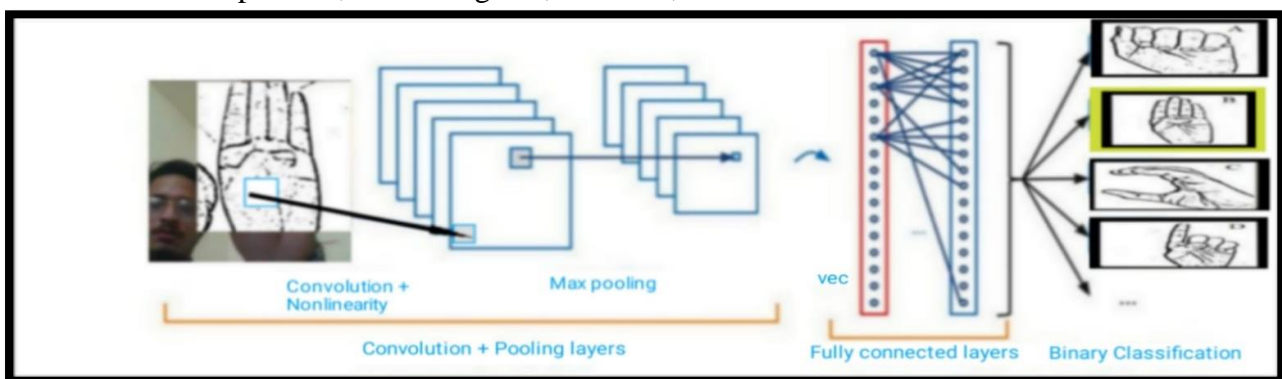 A
B
C
D
...
...
Convolution +
Nonlinearity
Max pooling
vec
Convolution + Pooling layers
Fully connected layers
Binary Classification